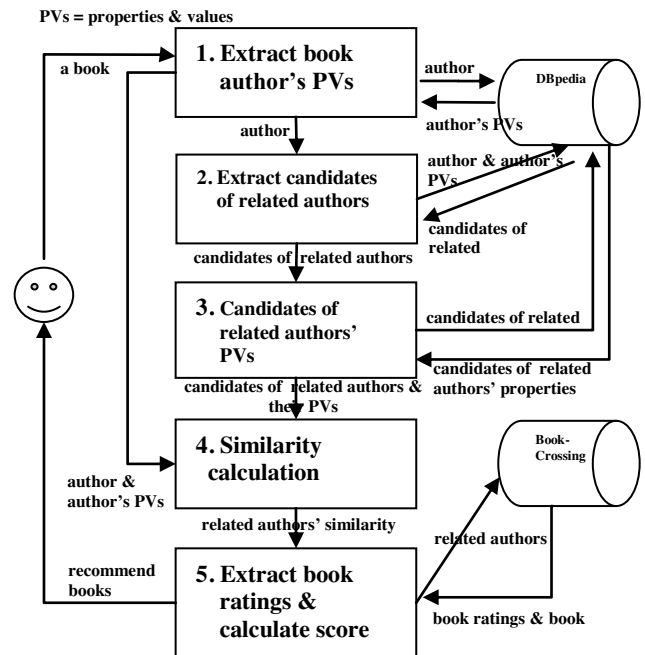 PVs = properties & values
1. Extract book
author's PVs
a book
author
DBpedia
author's PVs
author
2. Extract candidates
of related authors
author & author's
PVs
candidates of
related
candidates of related authors
3. Candidates of
related authors'
PVs
candidates of related
candidates of related
authors' properties
candidates of related authors &
their PVs
4. Similarity
calculation
Book-
Crossing
author &
author's PVs
related authors' similarity
related authors
recommend
books
5. Extract book
ratings &
calculate score
book ratings & book